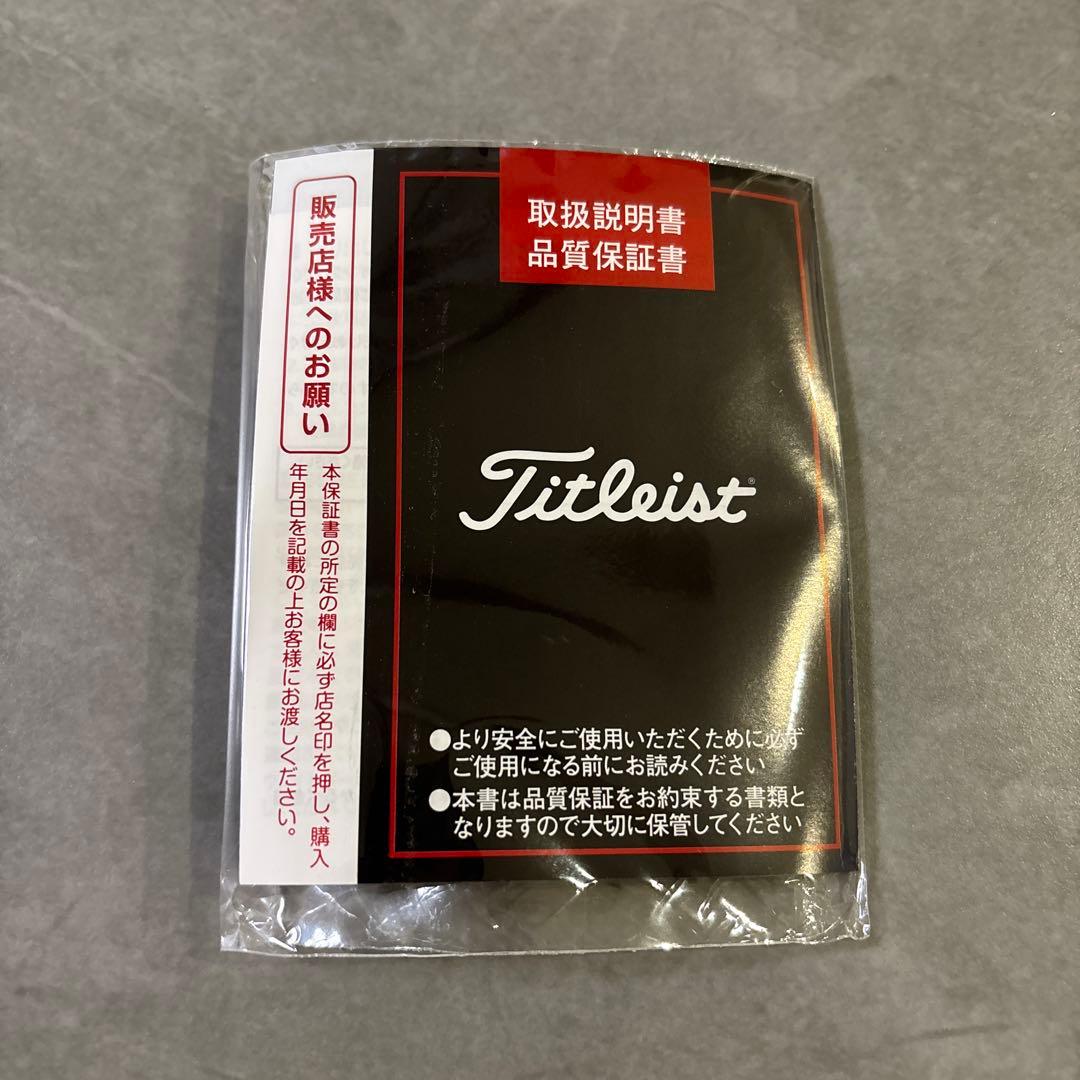 販売店様へのお願い
本保証書の所定の欄に必ず店名印を押し、購入
年月日を記載の上お客様にお渡しください。
取扱説明書
品質保証書
Titleist®
●より安全にご使用いただくために必ず
ご使用になる前にお読みください
●本書は品質保証をお約束する書類と
なりますので大切に保管してください